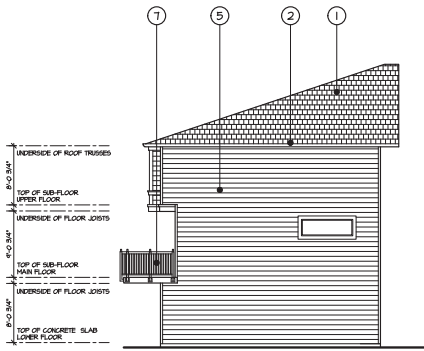 7 5 2 1
UNDERSIDE OF ROOF TRUSSES
8'-0 3/4"
TOP OF SUB-FLOOR
UPPER FLOOR
UNDERSIDE OF FLOOR JOISTS
9'-0 3/4"
TOP OF SUB-FLOOR
MAIN FLOOR
UNDERSIDE OF FLOOR JOISTS
8'-0 3/4"
TOP OF CONCRETE SLAB
LOWER FLOOR